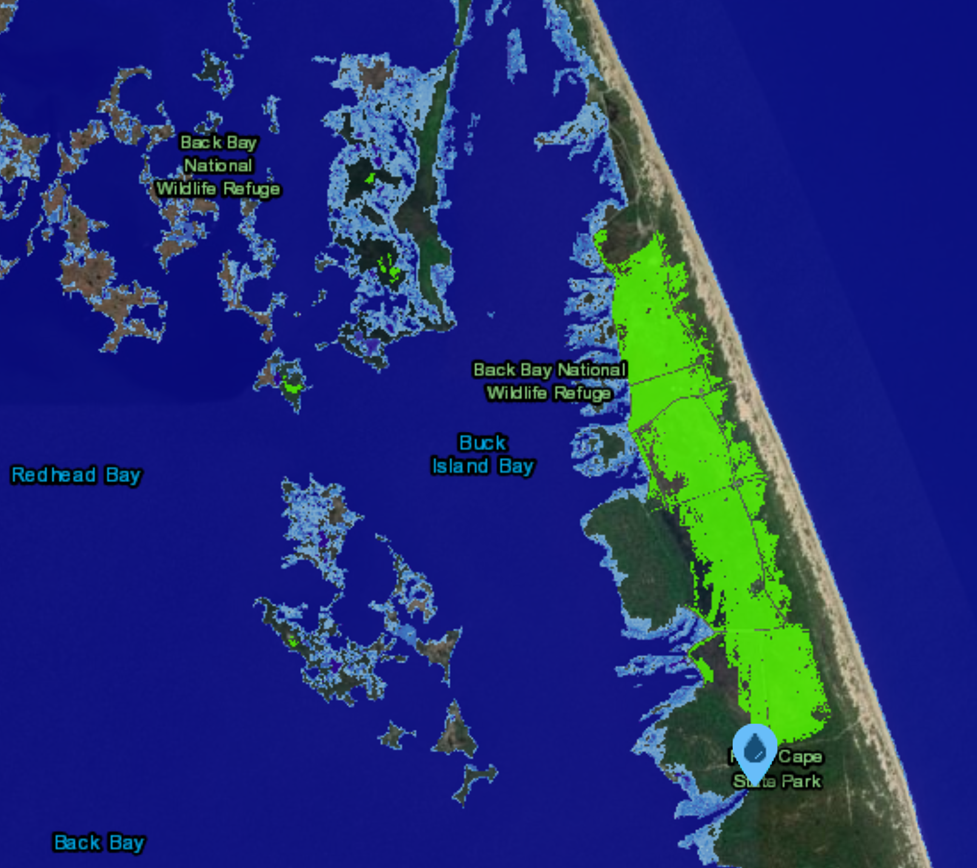 Back Bay
National
Wildlife Refuge
Back Bay National
Wildlife Refuge
Buck
Island Bay
Redhead Bay
Cape
State Park
Back Bay